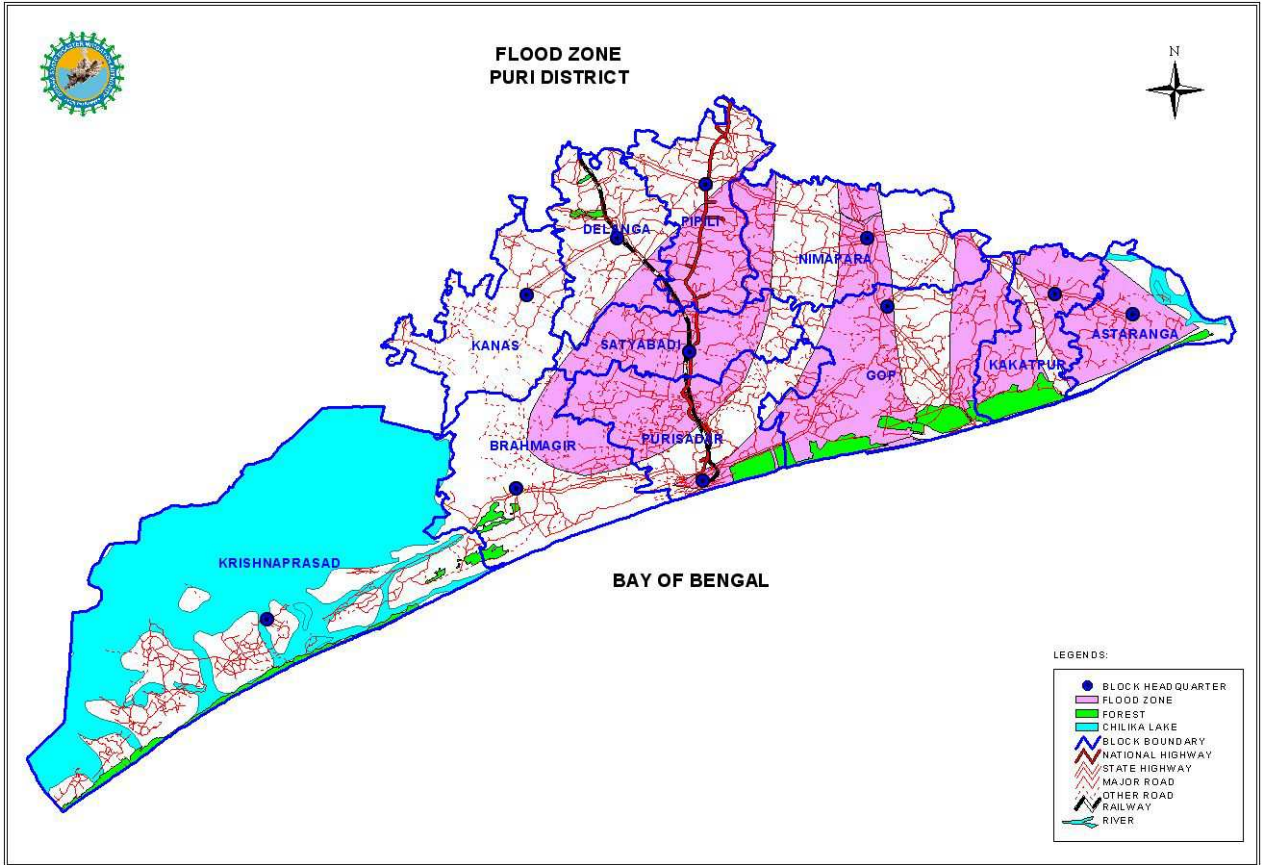 FLOOD ZONE
PURI DISTRICT
N
PIPILI
DELANGA
NIMAPARA
KANAS
SATYABADI
ASTARANGA
GOP
KAKATPUR
BRAHMAGIR
PURISADAR
KRISHNAPRASAD
BAY OF BENGAL
LEGENDS:
BLOCK HEADQUARTER
FLOOD ZONE
FOREST
CHILIKA LAKE
BLOCK BOUNDARY
NATIONAL HIGHWAY
STATE HIGHWAY
MAJOR ROAD
OTHER ROAD
RAILWAY
RIVER